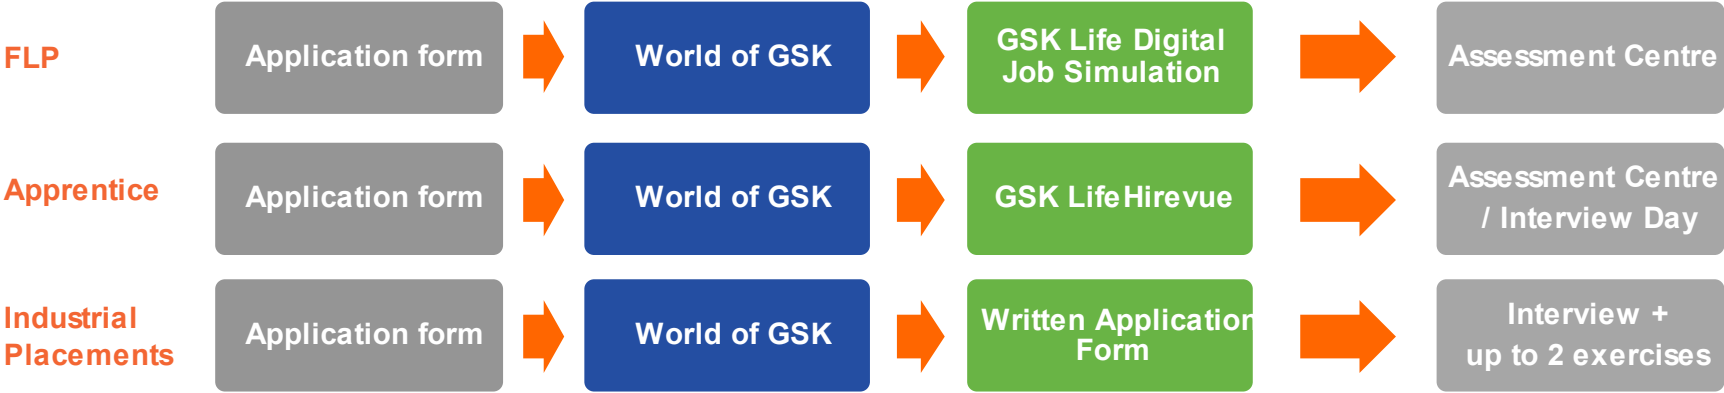 FLP
Application form
World of GSK
GSK Life Digital
Job Simulation
Assessment Centre
Apprentice
Application form
World of GSK
GSK Life Hirevue
Assessment Centre
/ Interview Day
Industrial
Placements
Application form
World of GSK
Written Application
Form
Interview +
up to 2 exercises